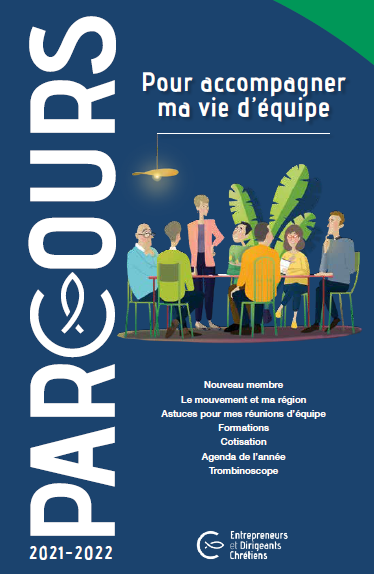 PARCOURS
2021-2022
Pour accompagner
ma vie d'équipe
Nouveau membre
Le mouvement et ma région
Astuces pour mes réunions d'équipe
Formations
Cotisation
Agenda de l'année
Trombinoscope
Entrepreneurs
et Dirigeants
Chrétiens